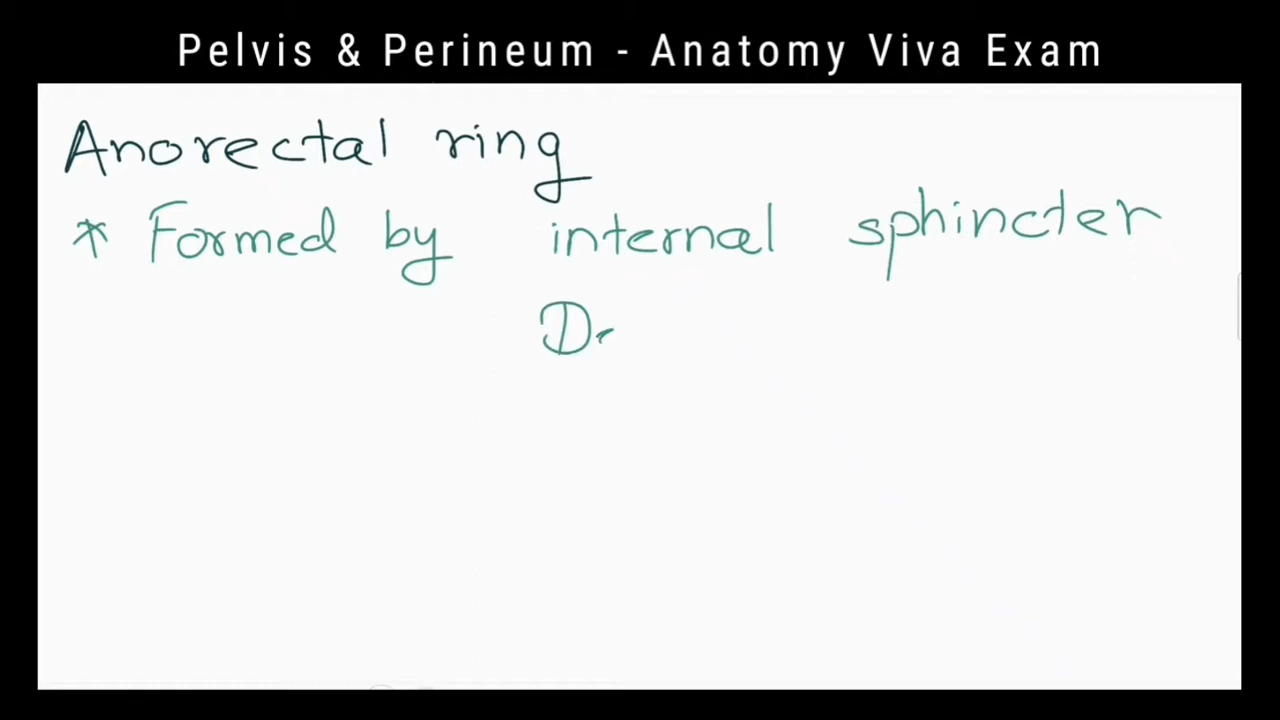 Pelvis & Perineum - Anatomy Viva Exam
Anorectal ring
* Formed by internal sphincter